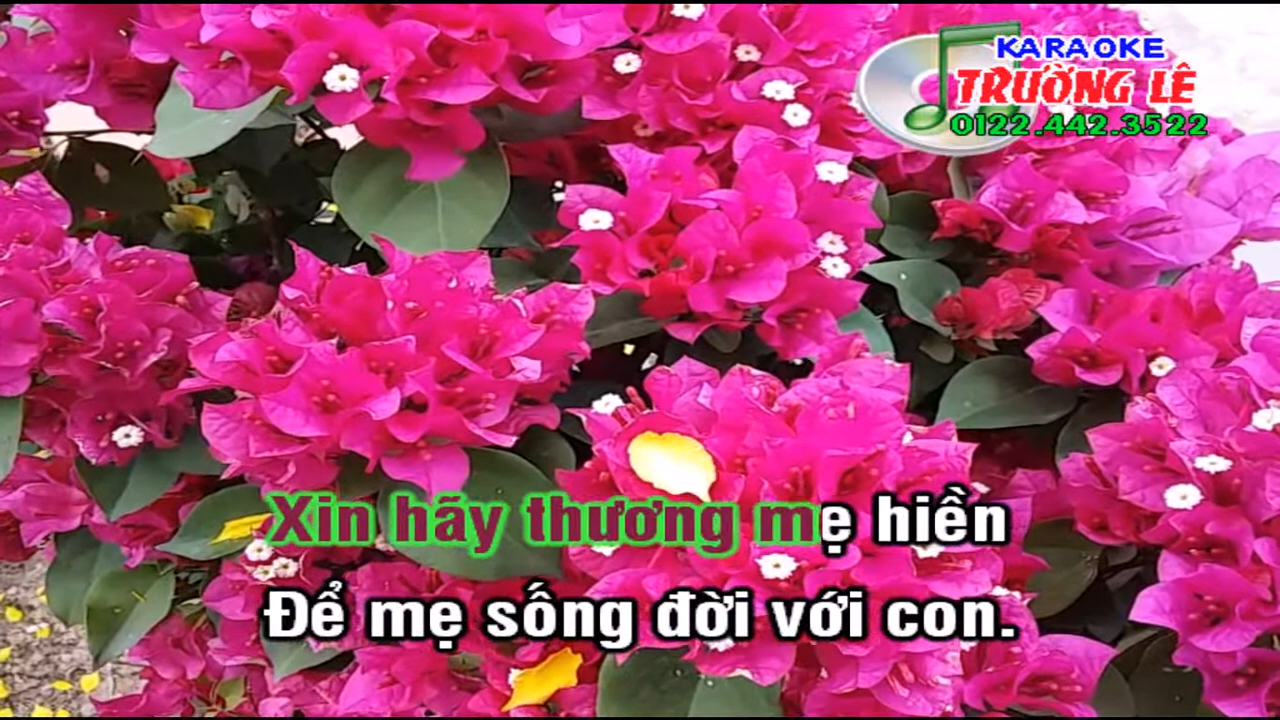 KARAOKE
TRƯỜNG LÊ
0122.442.3522
Xin hãy thương mẹ hiền
Để mẹ sống đời với con.